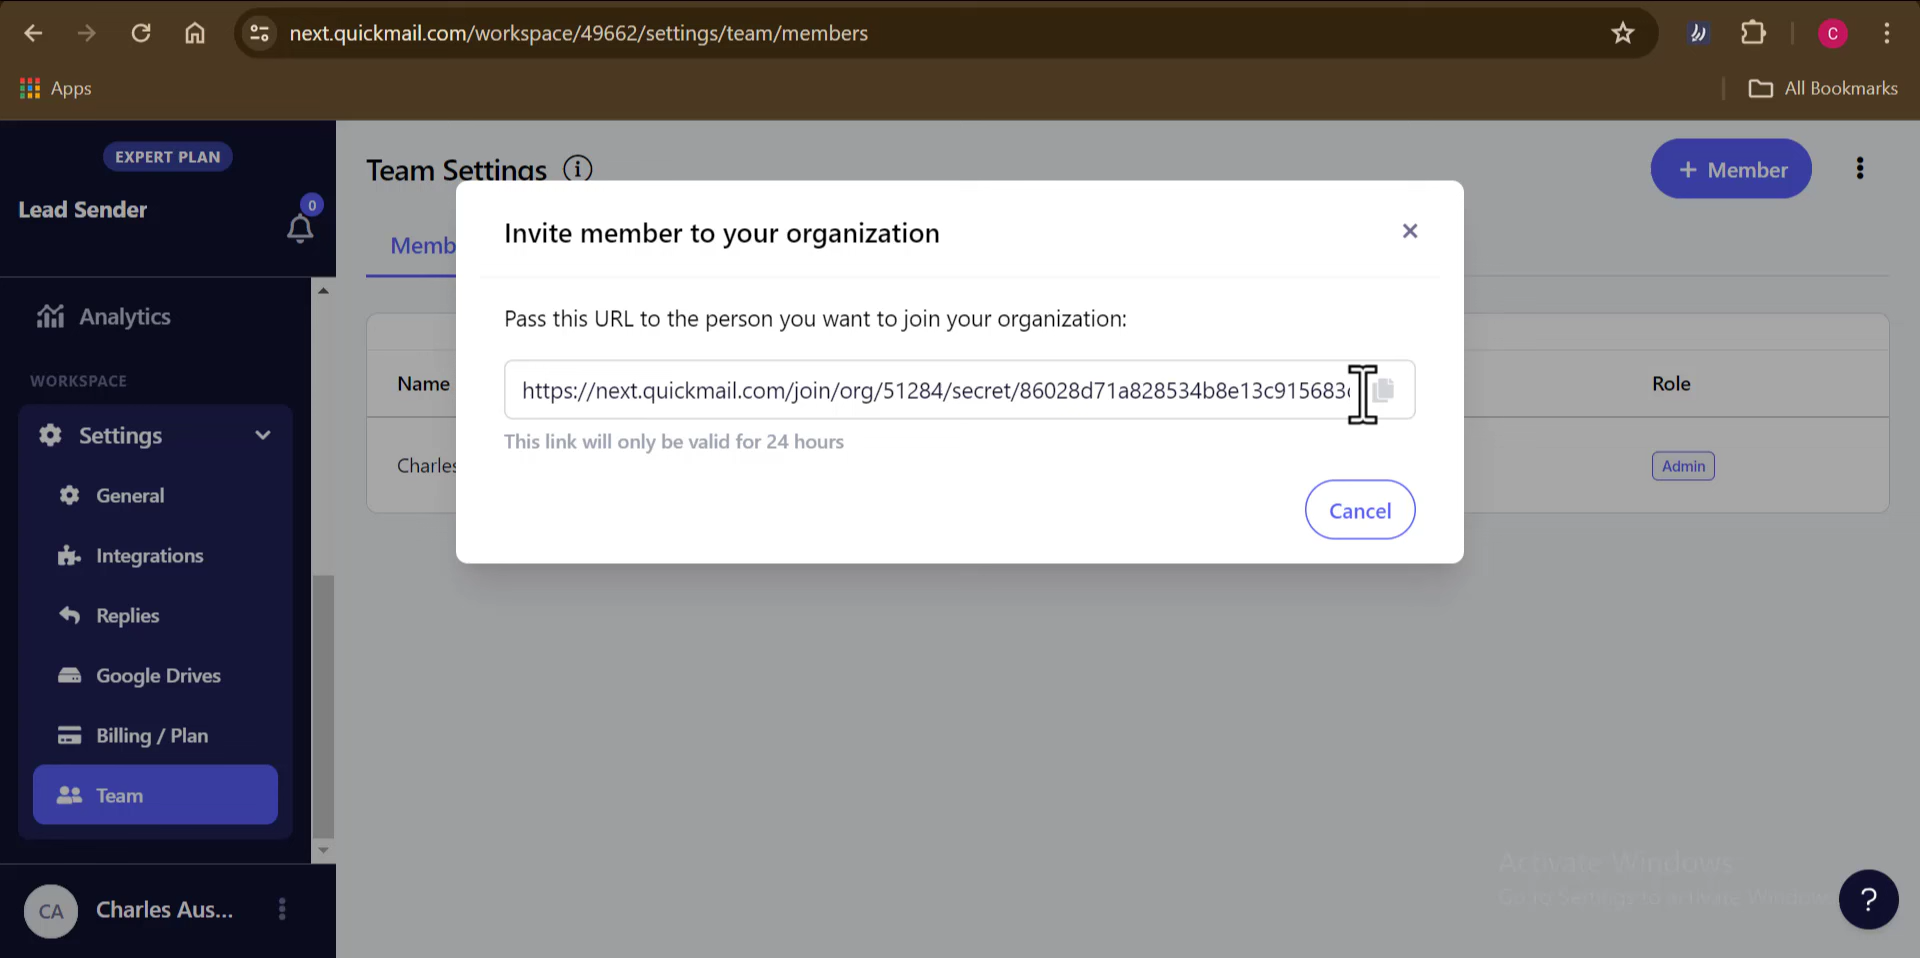 next.quickmail.com/workspace/49662/settings/team/members
C
Apps
All Bookmarks
EXPERT PLAN
Lead Sender
0
Analytics
WORKSPACE
Settings
General
Integrations
Replies
Google Drives
Billing / Plan
Team
CA
Charles Aus...
Team Settings
+ Member
Memb
Name
Role
Charles
Admin
Invite member to your organization
Pass this URL to the person you want to join your organization:
https://next.quickmail.com/join/org/51284/secret/86028d71a828534b8e13c915683
This link will only be valid for 24 hours
Cancel
Activate Windows
Go to Settings to activate Windows
?